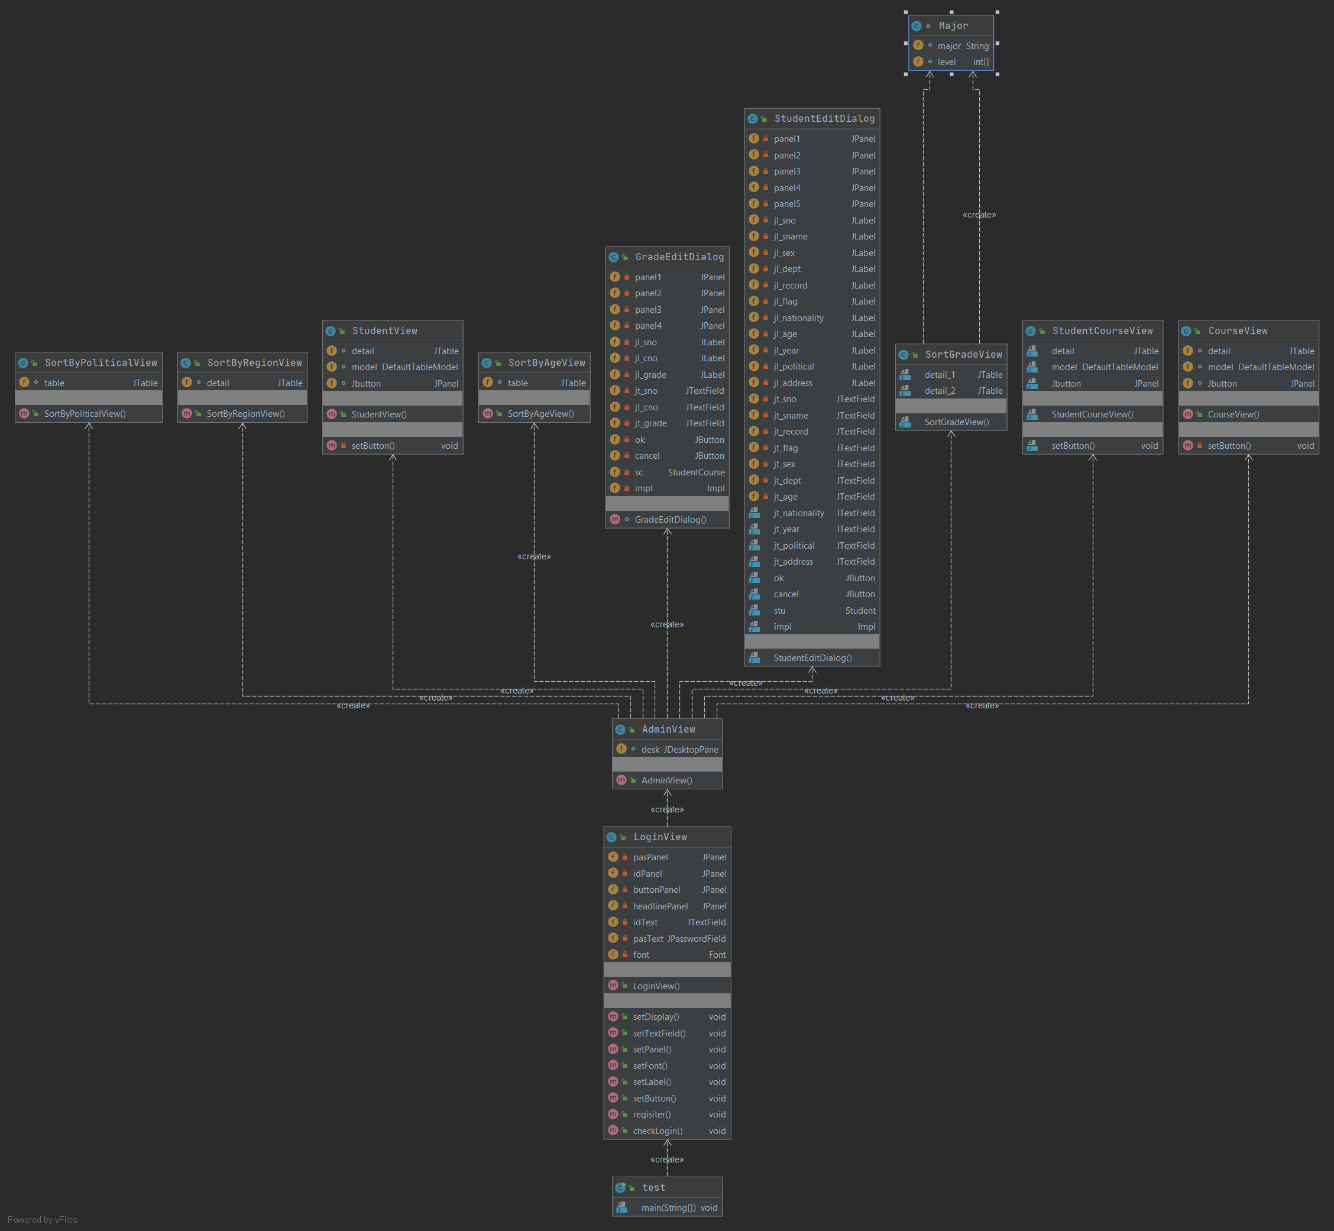 Major
major String
level int[]
StudentEditDialog
panel1 JPanel
panel2 JPanel
panel3 JPanel
panel4 JPanel
panel5 JPanel
jl_sno JLabel
jl_sname JLabel
jl_sex JLabel
jl_dept JLabel
jl_record JLabel
jl_flag JLabel
jl_nationality JLabel
jl_age JLabel
jl_year JLabel
jl_political JLabel
jl_address JLabel
jt_sno JTextField
jt_sname JTextField
jt_record JTextField
jt_flag JTextField
jt_sex JTextField
jt_dept JTextField
jt_age JTextField
jt_nationality JTextField
jt_year JTextField
jt_political JTextField
jt_address JTextField
ok JButton
cancel JButton
stu Student
impl Impl
StudentEditDialog()
«create»
GradeEditDialog
panel1 JPanel
panel2 JPanel
panel3 JPanel
panel4 JPanel
jl_sno JLabel
jl_cno JLabel
jl_grade JLabel
jt_sno JTextField
jt_cno JTextField
jt_grade JTextField
ok JButton
cancel JButton
sc StudentCourse
impl Impl
GradeEditDialog()
SortByPoliticalView
table JTable
SortByPoliticalView()
SortByRegionView
detail JTable
SortByRegionView()
StudentView
detail JTable
model DefaultTableModel
Jbutton JPanel
StudentView()
setButton() void
SortByAgeView
table JTable
SortByAgeView()
SortGradeView
detail_1 JTable
detail_2 JTable
SortGradeView()
StudentCourseView
detail JTable
model DefaultTableModel
Jbutton JPanel
StudentCourseView()
setButton() void
CourseView
detail JTable
model DefaultTableModel
Jbutton JPanel
CourseView()
setButton() void
«create»
«create»
«create»
«create»
«create»
«create»
«create»
«create»
«create»
AdminView
desk JDesktopPane
AdminView()
«create»
LoginView
pasPanel JPanel
idPanel JPanel
buttonPanel JPanel
headlinePanel JPanel
idText JTextField
pasText JPasswordField
font Font
LoginView()
setDisplay() void
setTextField() void
setPanel() void
setFont() void
setLabel() void
setButton() void
regisiter() void
checkLogin() void
«create»
test
main(String[]) void
Powered by yFiles